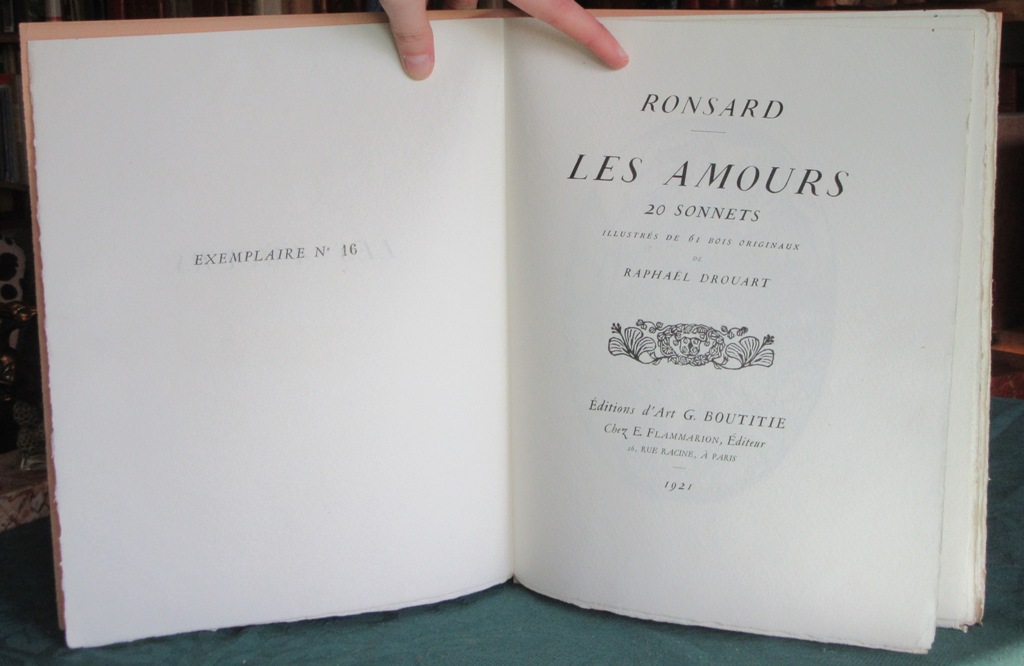 EXEMPLAIRE N° 16
RONSARD
LES AMOURS
20 SONNETS
ILLUSTRÉS DE 61 BOIS ORIGINAUX
DE
RAPHAËL DROUART
Éditions d'Art G. BOUTITIE
Chez E. FLAMMARION, Éditeur
26, RUE RACINE, À PARIS
1921